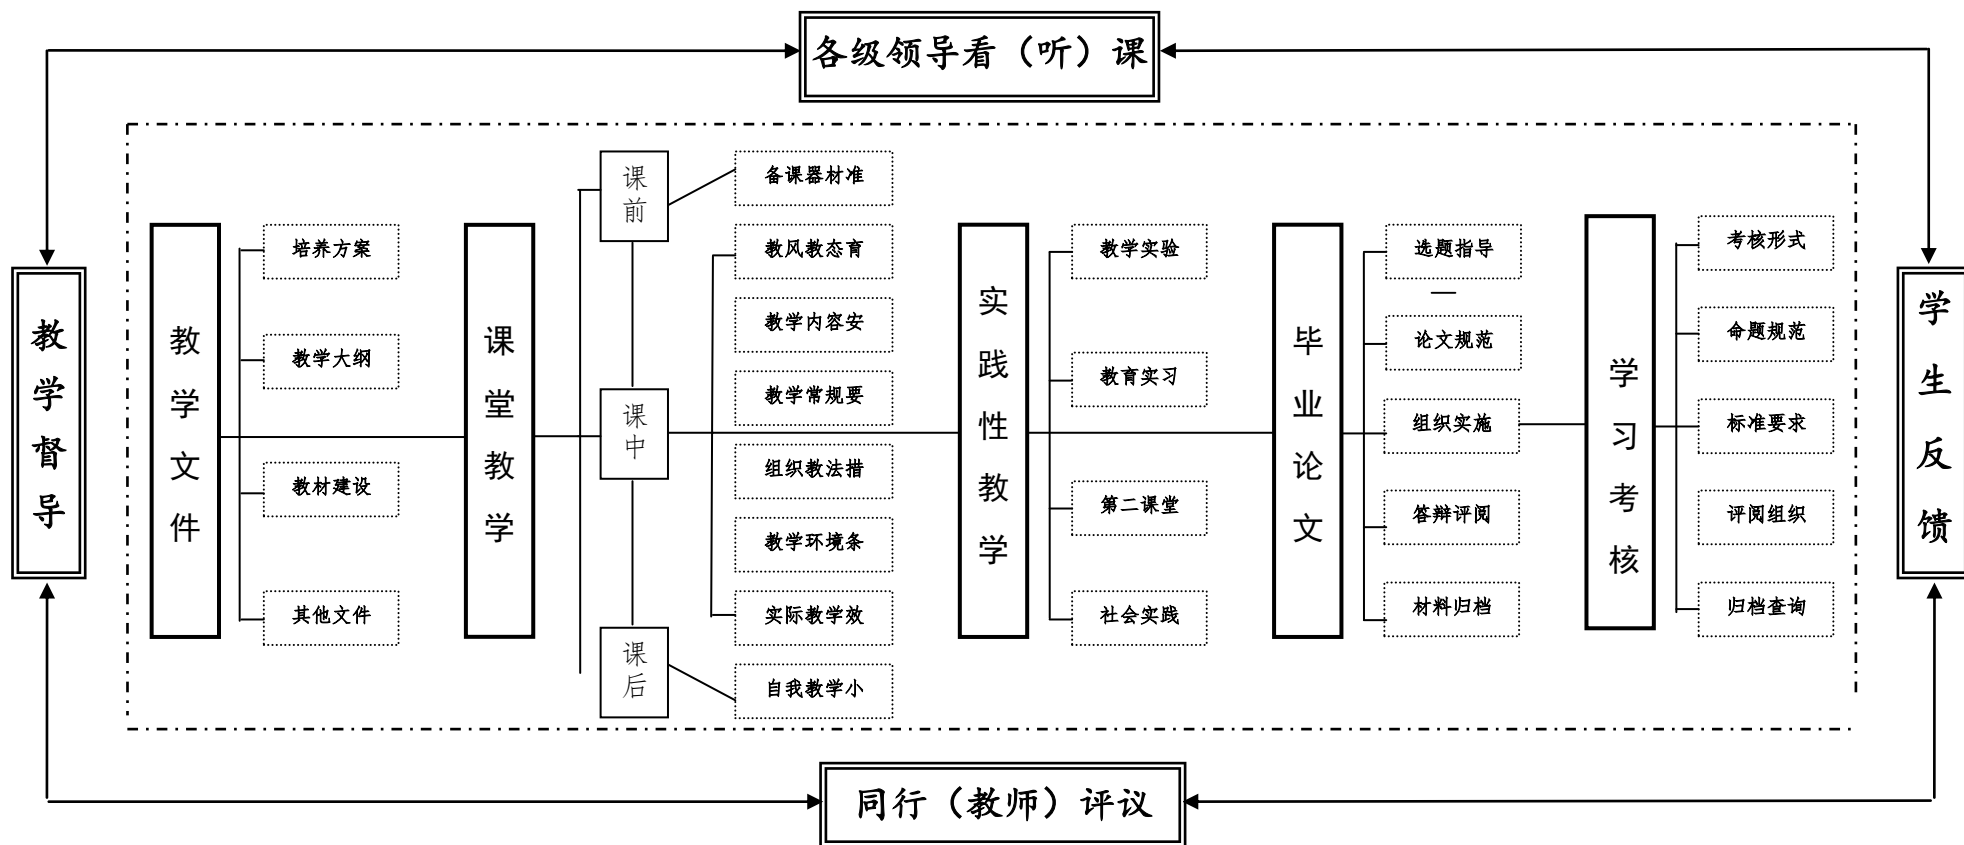 各级领导看（听）课
教学督导
教学文件
培养方案
教学大纲
教材建设
其他文件
课堂教学
课前
课中
课后
备课器材准
教风教态育
教学内容安
教学常规要
组织教法措
教学环境条
实际教学效
自我教学小
实践性教学
教学实验
教育实习
第二课堂
社会实践
毕业论文
选题指导
论文规范
组织实施
答辩评阅
材料归档
学习考核
考核形式
命题规范
标准要求
评阅组织
归档查询
学生反馈
同行（教师）评议